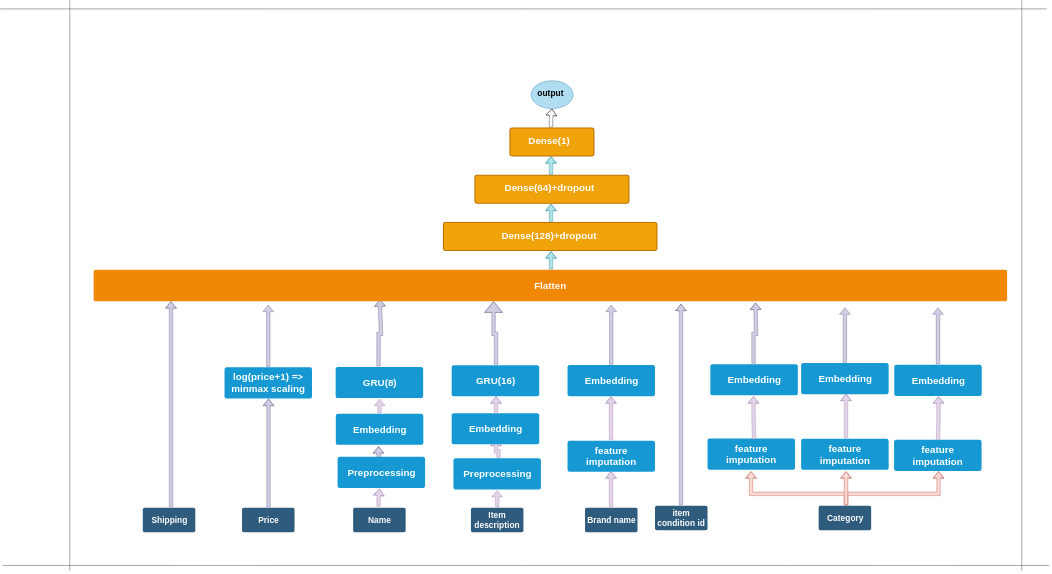 output
Dense(1)
Dense(64)+dropout
Dense(128)+dropout
Flatten
log(price+1) =>
minmax scaling
GRU(8)
GRU(16)
Embedding
Embedding
Embedding
Embedding
Embedding
Embedding
Preprocessing
Preprocessing
feature
imputation
feature
imputation
feature
imputation
feature
imputation
Shipping
Price
Name
Item
description
Brand name
item
condition id
Category